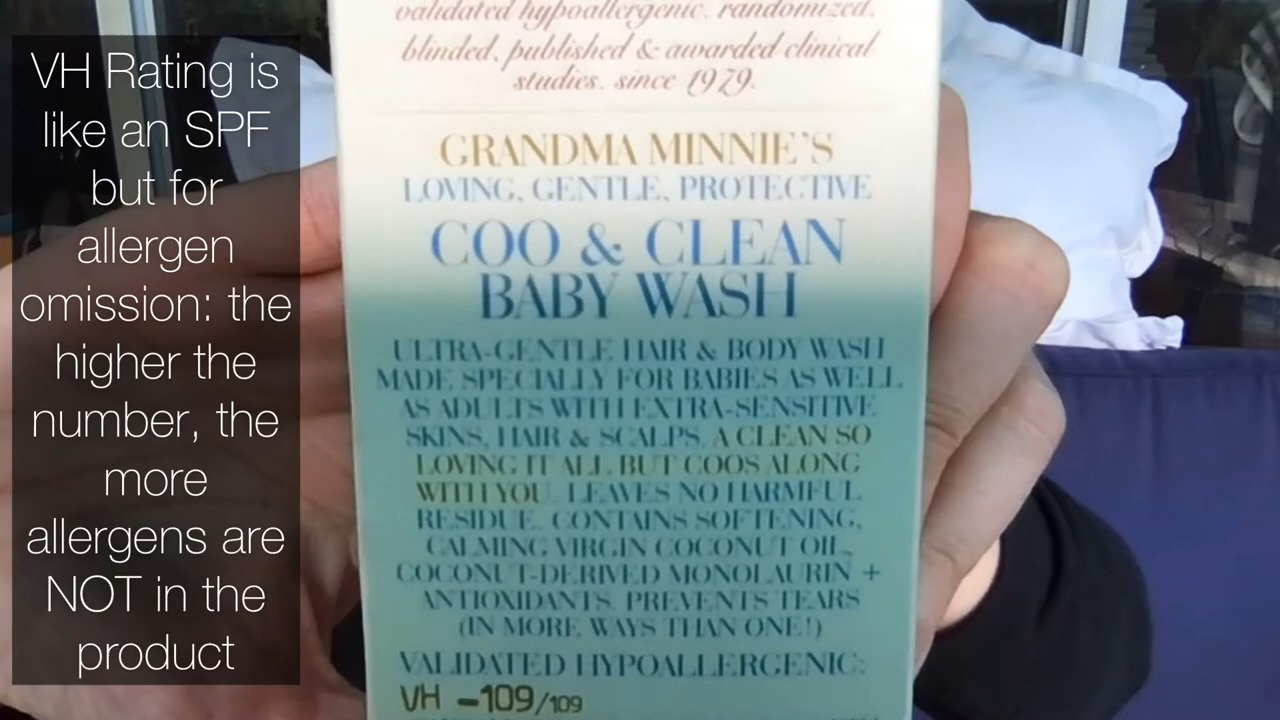 VH Rating is
like an SPF
but for
allergen
omission: the
higher the
number, the
more
allergens are
NOT in the
product
validated hypoallergenic. randomized,
blinded, published & awarded clinical
studies. since 1979.
GRANDMA MINNIE'S
LOVING, GENTLE, PROTECTIVE
COO & CLEAN
BABY WASH
ULTRA-GENTLE HAIR & BODY WASH
MADE SPECIALLY FOR BABIES AS WELL
AS ADULTS WITH EXTRA-SENSITIVE
SKINS, HAIR & SCALPS. A CLEAN SO
LOVING IT ALL BUT COOS ALONG
WITH YOU. LEAVES NO HARMFUL
RESIDUE. CONTAINS SOFTENING,
CALMING VIRGIN COCONUT OIL,
COCONUT-DERIVED MONOLAURIN +
ANTIOXIDANTS. PREVENTS TEARS
(IN MORE WAYS THAN ONE!)
VALIDATED HYPOALLERGENIC:
VH -109/109